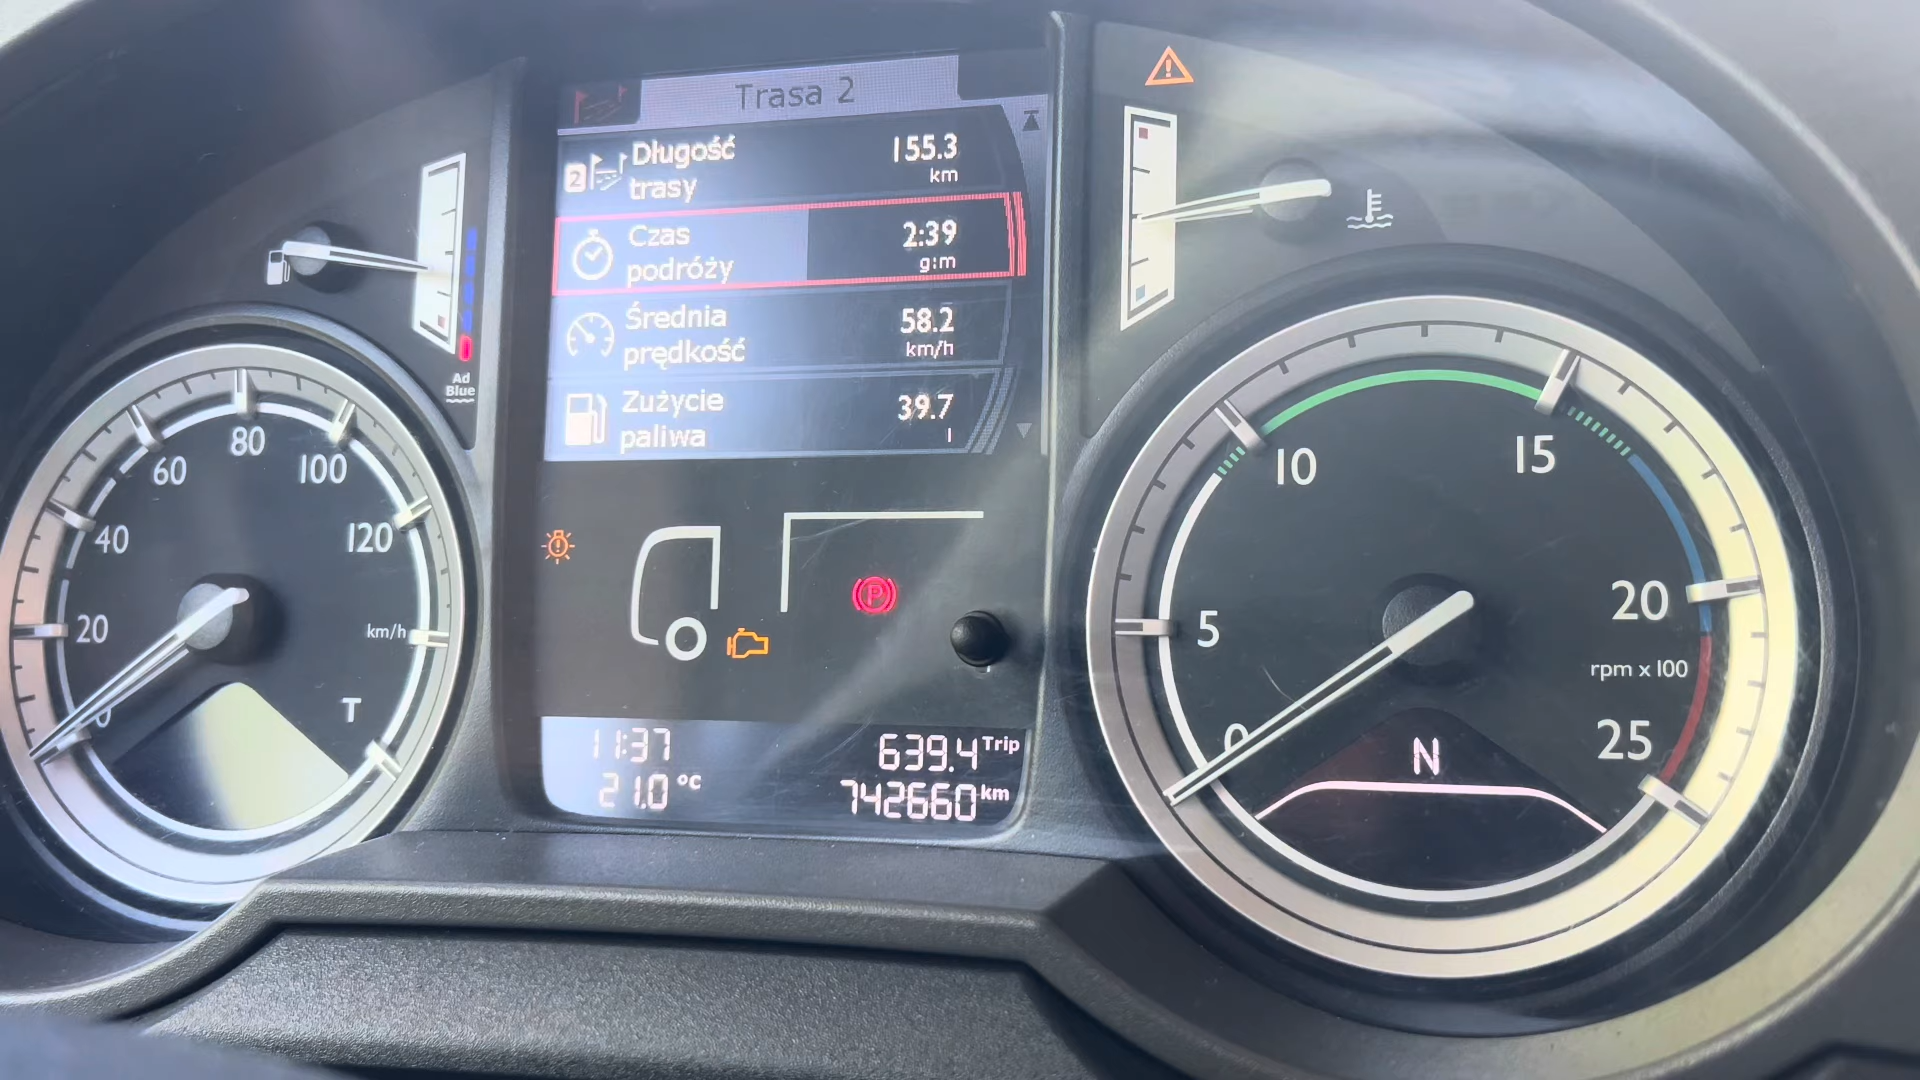 Trasa 2
2
Długość
trasy
155.3
km
Czas
podróży
2:39
g:m
Średnia
prędkość
58.2
km/h
Zużycie
paliwa
39.7
l
Ad
Blue
0
20
40
60
80
100
120
km/h
T
P
11:37
21.0 °C
639.4 Trip
742660 km
0
5
10
15
20
25
rpm x 100
N